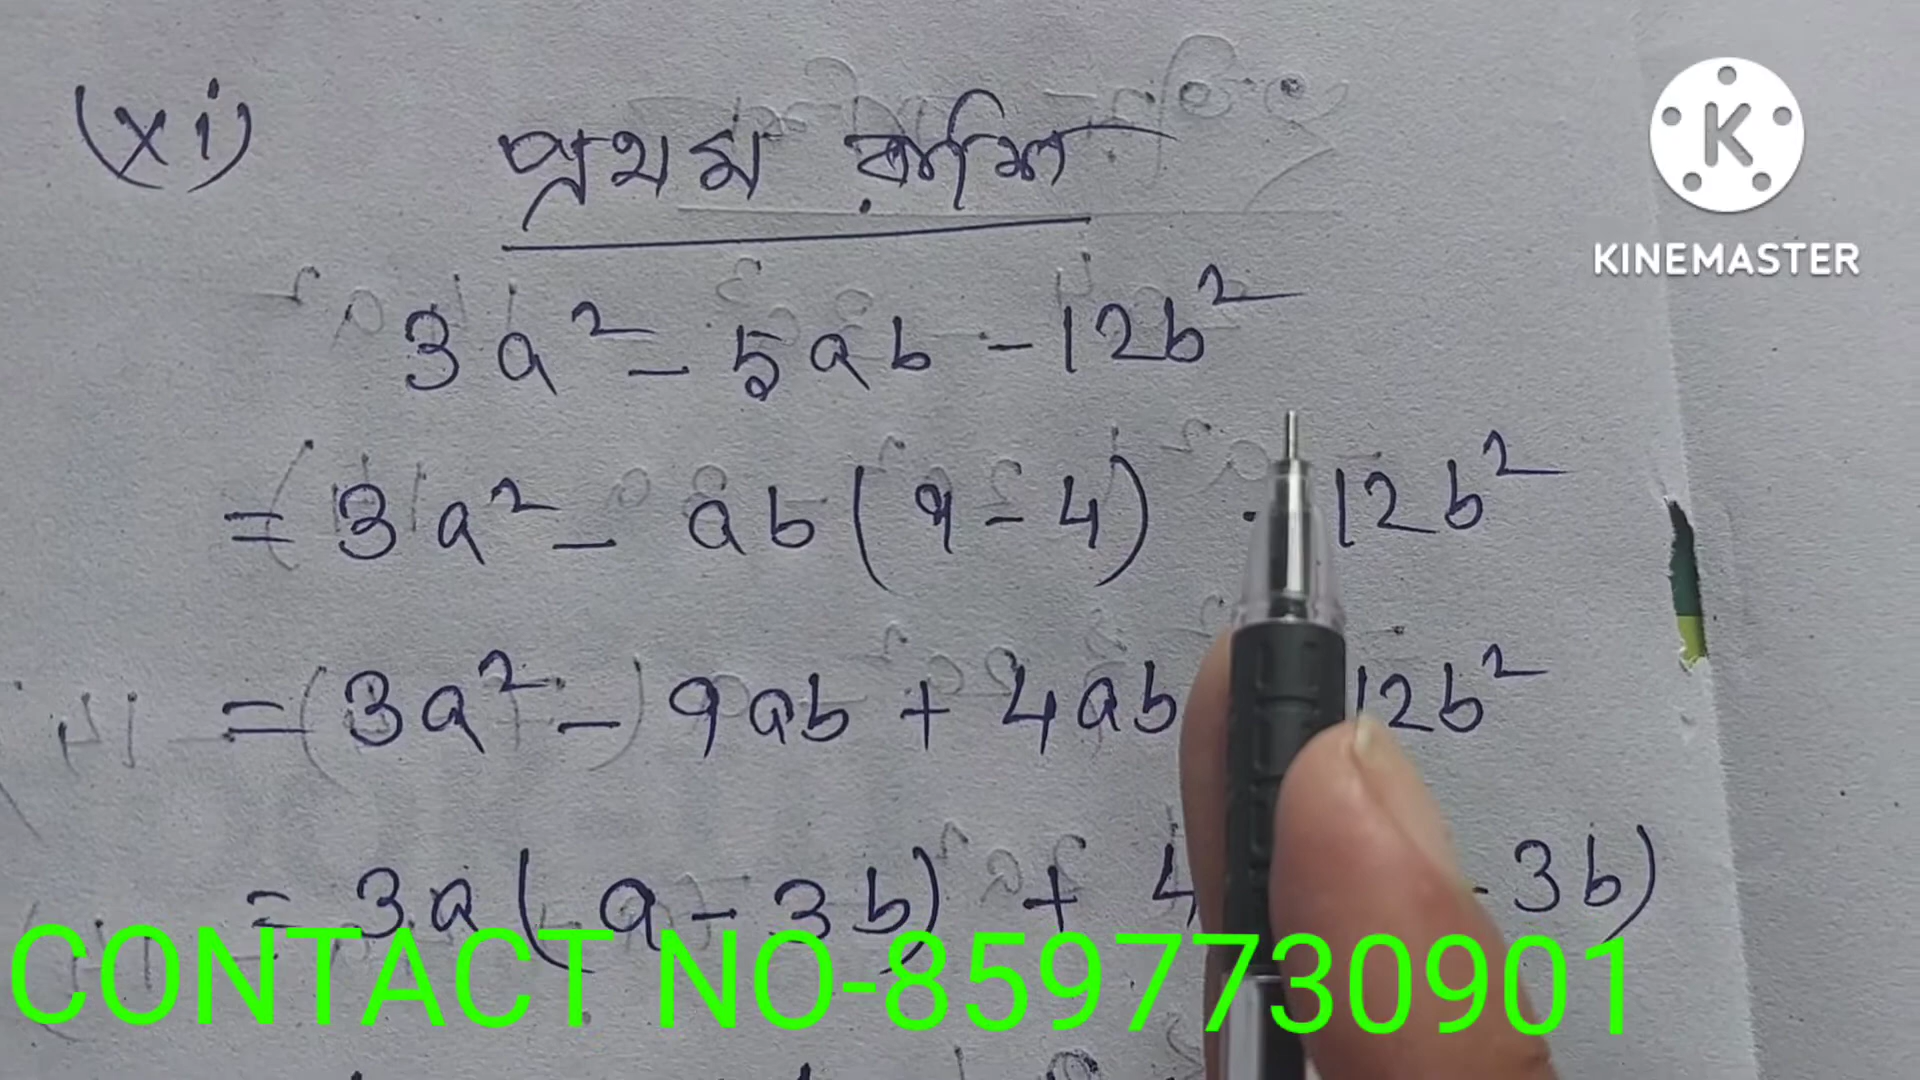 (xi) প্রথম রাশি
3a² - 5ab - 12b²
= 3a² - ab(9 - 4) - 12b²
= 3a² - 9ab + 4ab 12b²
= 3a(a - 3b) + 4 - 3b)
CONTACT NO-8597730901
K
KINEMASTER